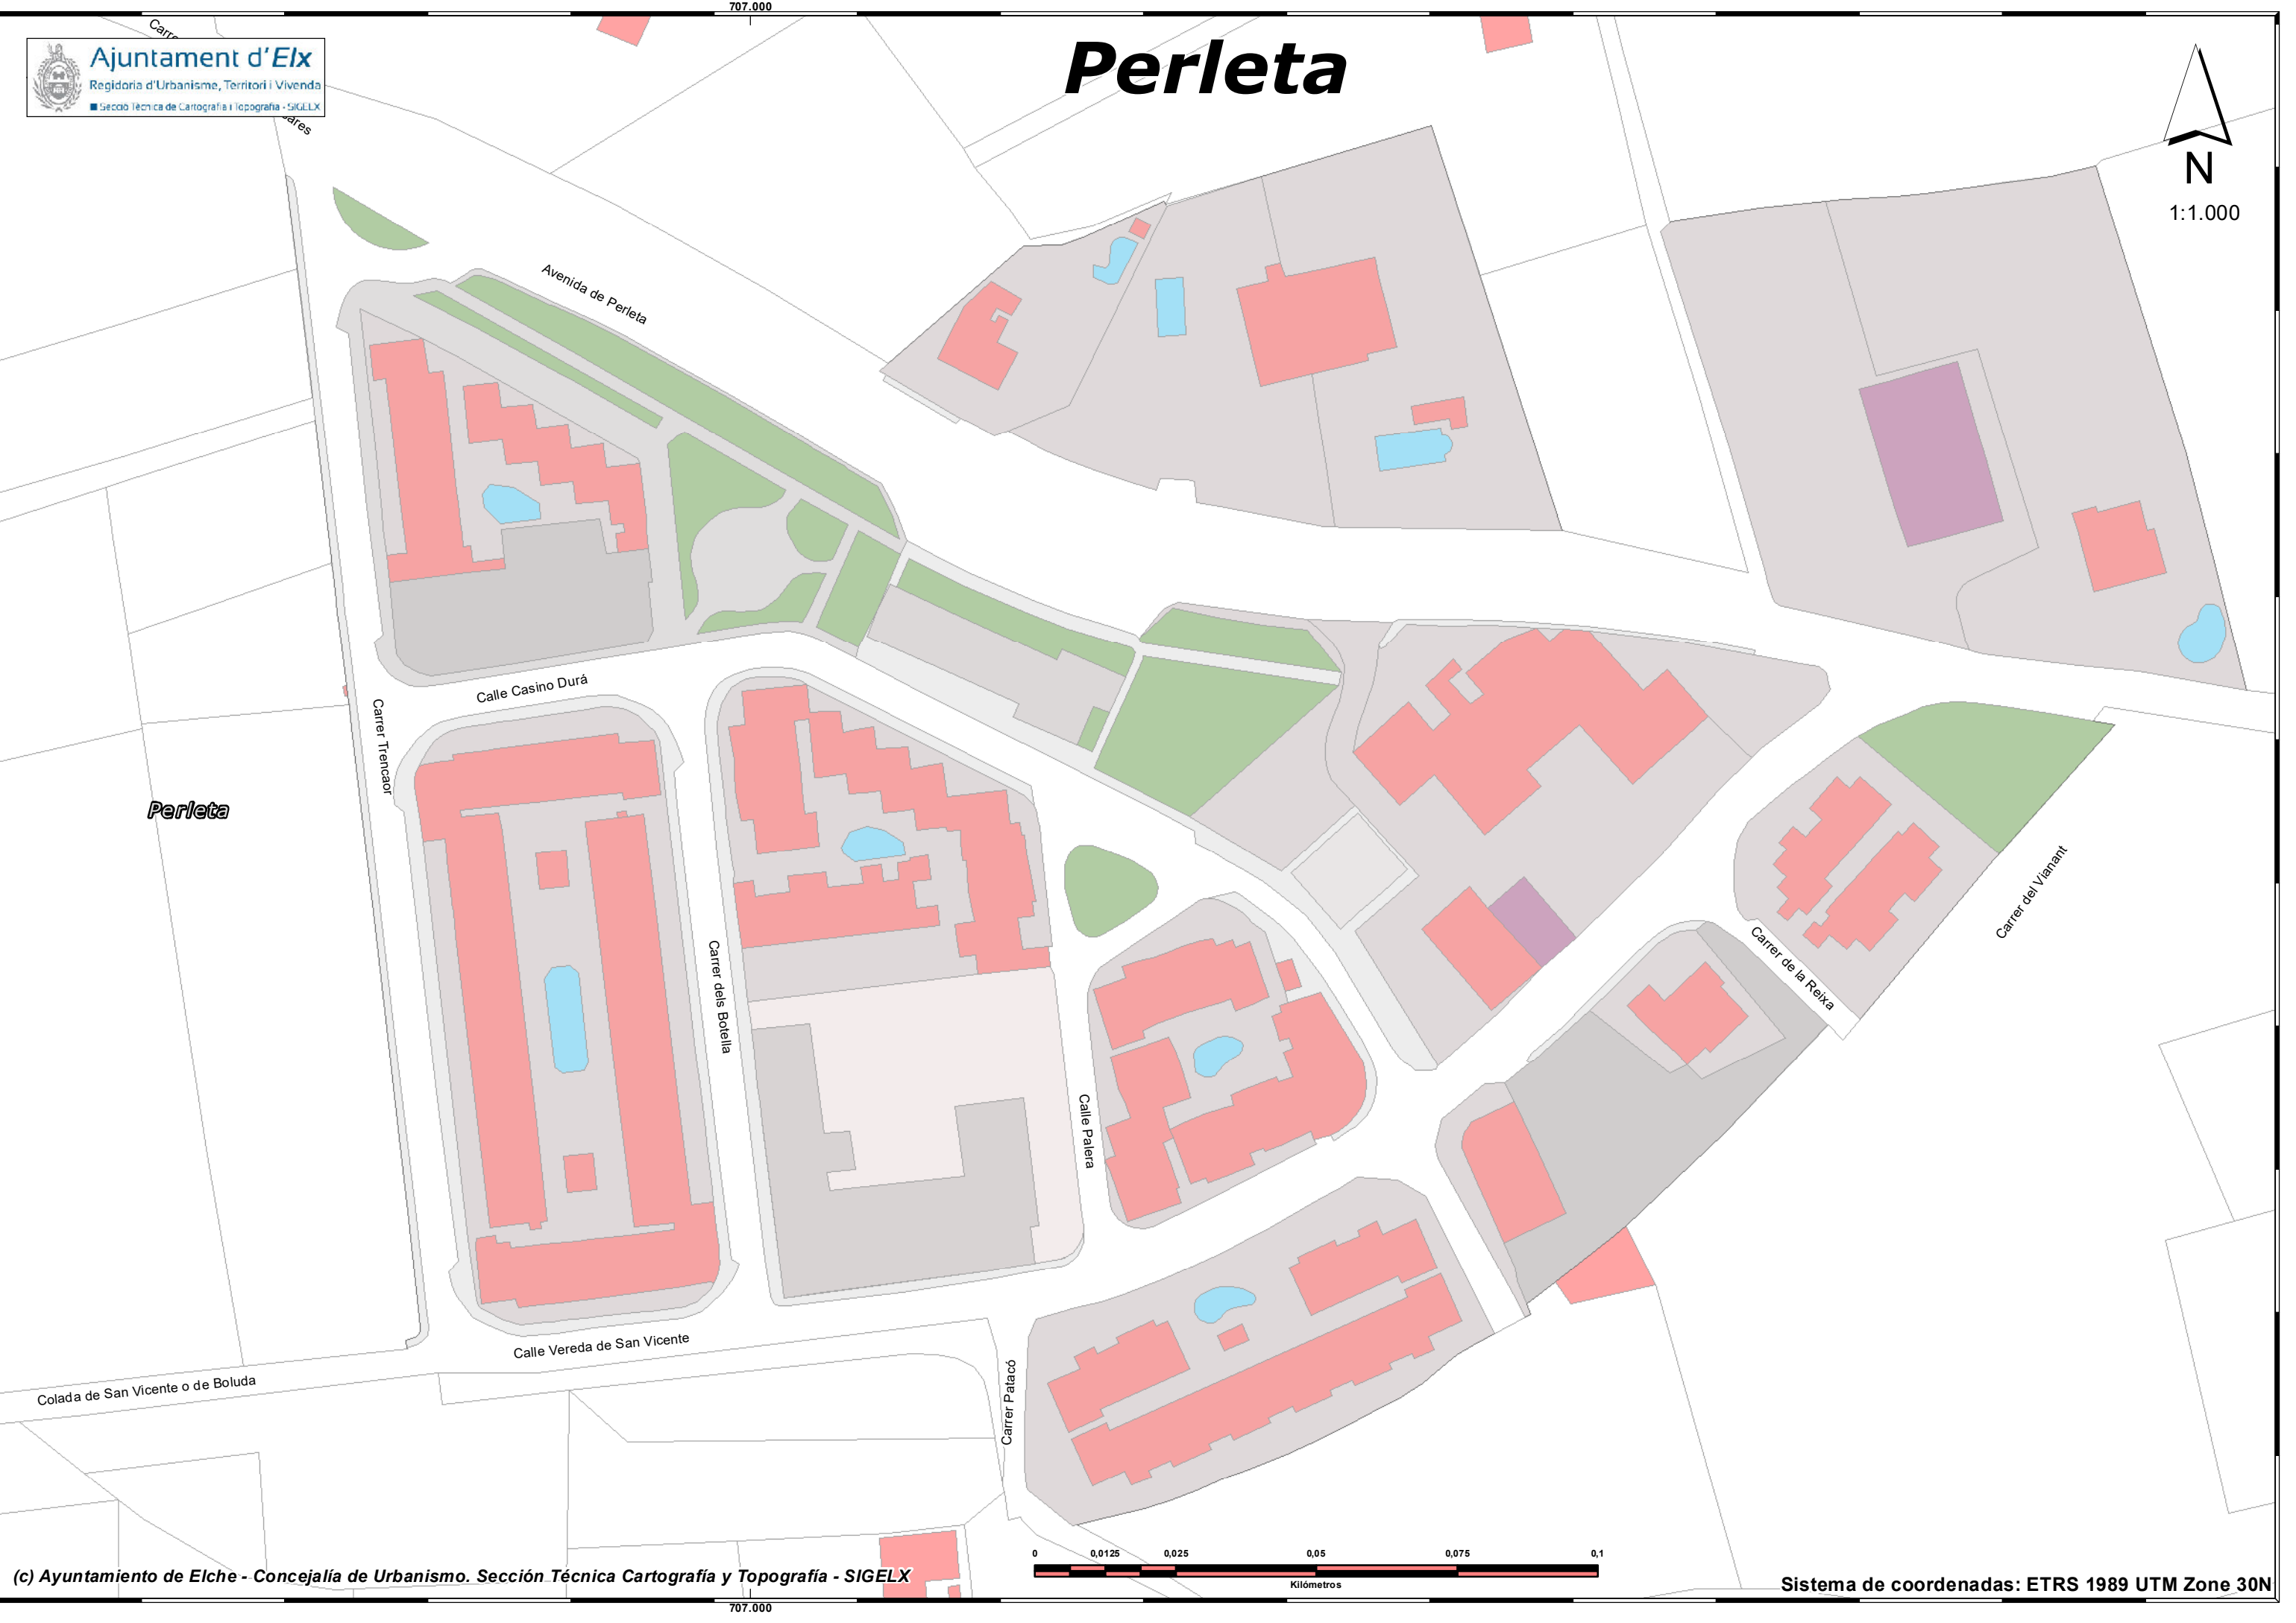 707.000
Perleta
Ajuntament d'Elx
Regidoria d'Urbanisme, Territori i Vivenda
Secció Tècnica de Cartografia i Topografia - SIGELX
N
1:1.000
Avenida de Perleta
Calle Casino Durá
Carrer Trencaor
Perleta
Carrer del Vianant
Carrer de la Reixa
Carrer dels Botella
Calle Palera
Calle Vereda de San Vicente
Colada de San Vicente o de Boluda
Carrer Patacó
0 0,0125 0,025 0,05 0,075 0,1
Kilómetros
(c) Ayuntamiento de Elche - Concejalía de Urbanismo. Sección Técnica Cartografía y Topografía - SIGELX
Sistema de coordenadas: ETRS 1989 UTM Zone 30N
707.000